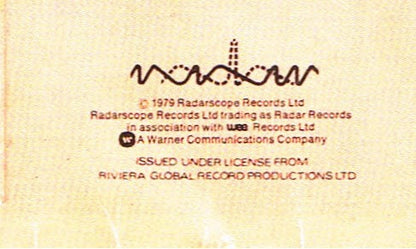 radar
© 1979 Radarscope Records Ltd
Radarscope Records Ltd trading as Radar Records
in association with wea Records Ltd
W A Warner Communications Company
ISSUED UNDER LICENSE FROM
RIVIERA GLOBAL RECORD PRODUCTIONS LTD